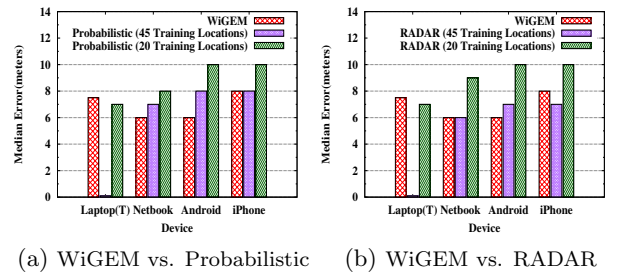 WiGEM
Probabilistic (45 Training Locations)
Probabilistic (20 Training Locations)
14
12
10
8
6
4
2
0
Median Error(meters)
Laptop(T) Netbook Android iPhone
Device
(a) WiGEM vs. Probabilistic
WiGEM
RADAR (45 Training Locations)
RADAR (20 Training Locations)
14
12
10
8
6
4
2
0
Median Error(meters)
Laptop(T) Netbook Android iPhone
Device
(b) WiGEM vs. RADAR